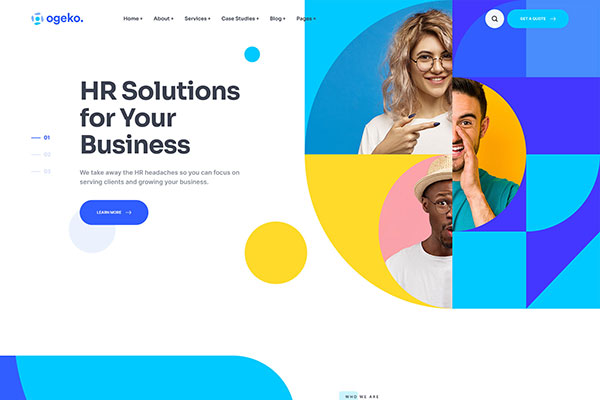 ogeko.
Home + About + Services + Case Studies + Blog + Pages +
GET A QUOTE →
HR Solutions
for Your
Business
01
02
03
We take away the HR headaches so you can focus on
serving clients and growing your business.
LEARN MORE →
WHO WE ARE